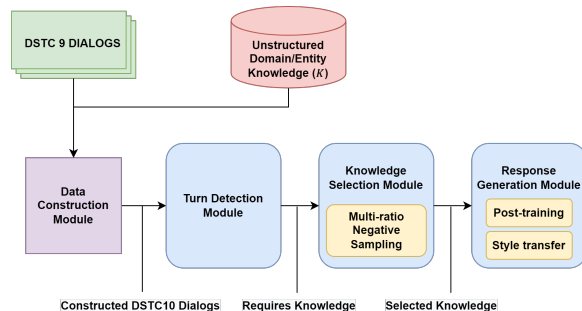 DSTC 9 DIALOGS
Unstructured
Domain/Entity
Knowledge (K)
Data
Construction
Module
Turn Detection
Module
Knowledge
Selection Module
Multi-ratio
Negative
Sampling
Response
Generation Module
Post-training
Style transfer
Constructed DSTC10 Dialogs
Requires Knowledge
Selected Knowledge